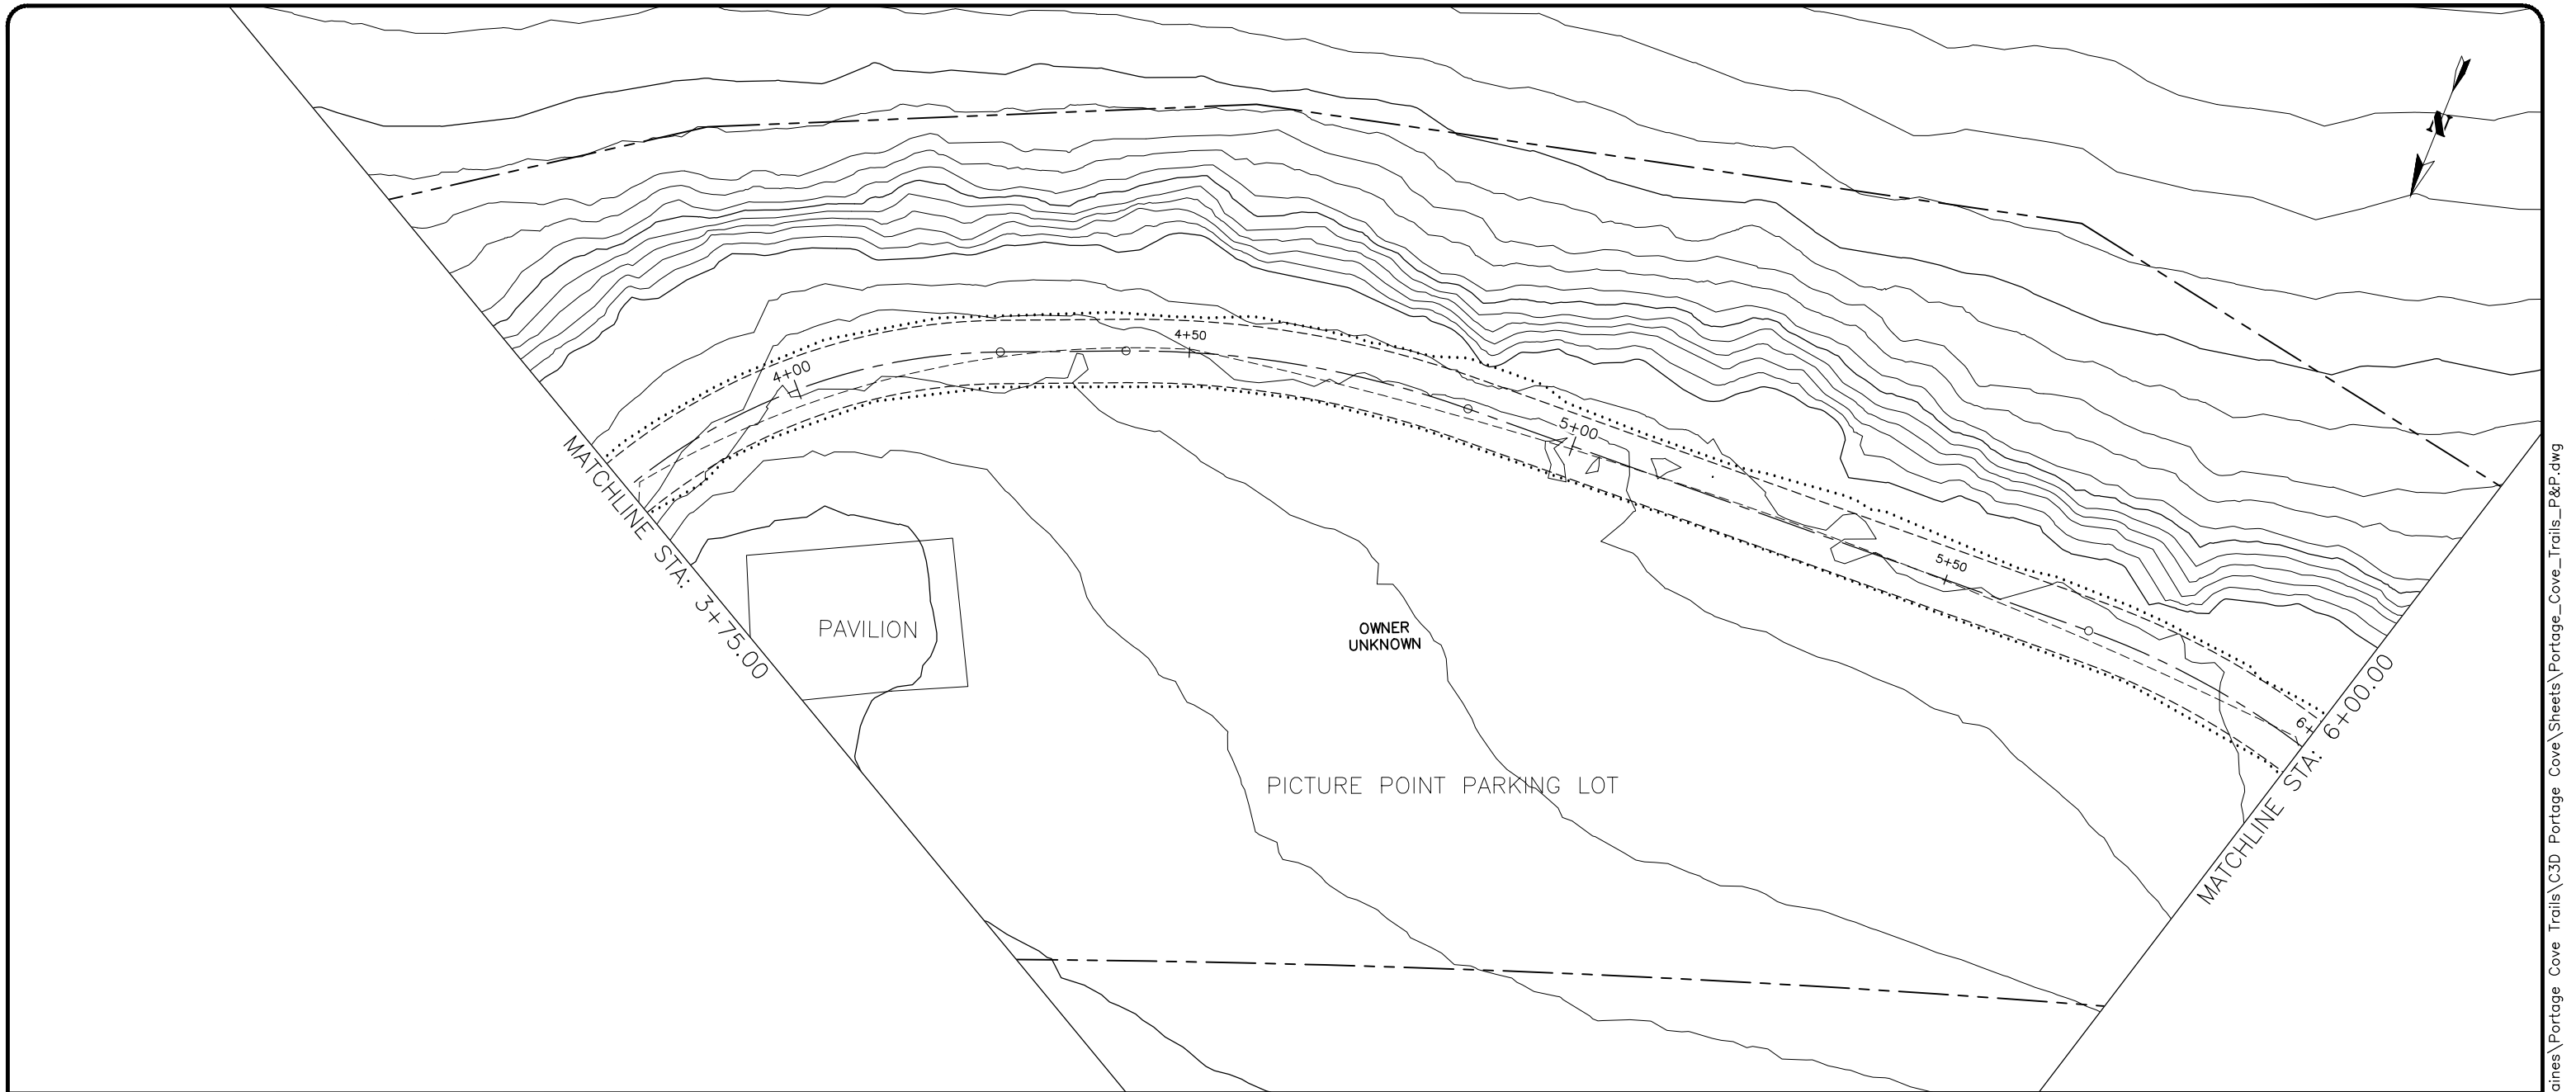 N
4+50
4+00
5+00
MATCHLINE STA: 3+75.00
5+50
PAVILION
OWNER
UNKNOWN
6+
MATCHLINE STA: 6+00.00
PICTURE POINT PARKING LOT
aines\Portage Cove Trails\C3D Portage Cove\Sheets\Portage_Cove_Trails_P&P.dwg